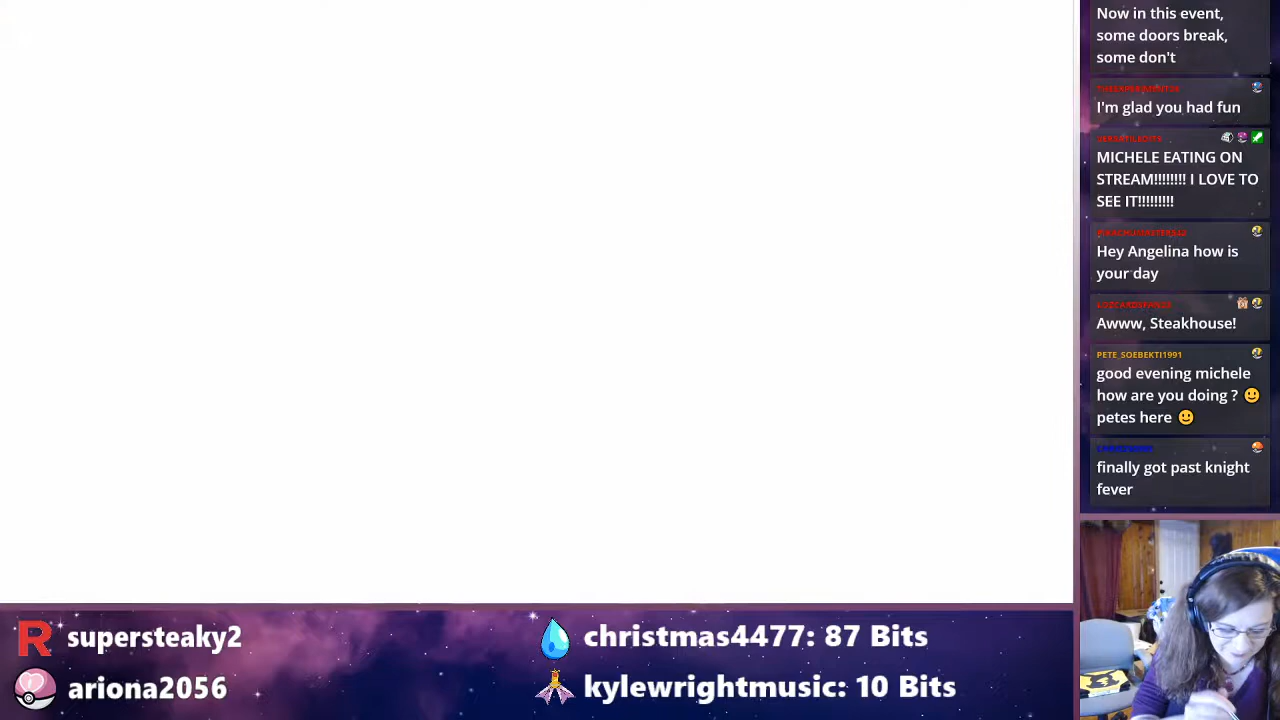 Now in this event,
some doors break,
some don't
I'm glad you had fun
MICHELE EATING ON
STREAM!!!!!!!! I LOVE TO
SEE IT!!!!!!!!!
Hey Angelina how is
your day
Awww, Steakhouse!
PETE_SOEBEKTI1991
good evening michele
how are you doing ? 🙂
petes here 🙂
finally got past knight
fever
R supersteaky2
ariona2056
christmas4477: 87 Bits
kylewrightmusic: 10 Bits